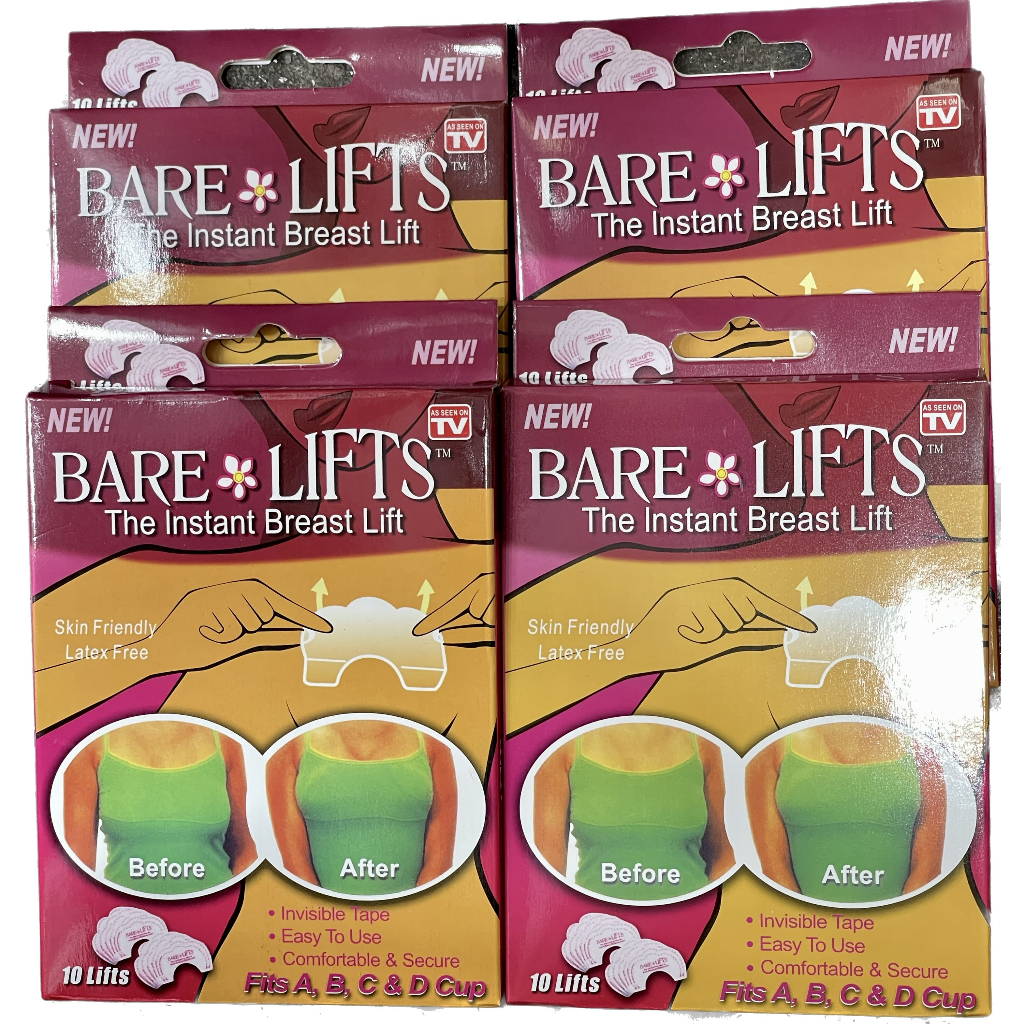 NEW!
10 Lifts
NEW!
AS SEEN ON
TV
BARE LIFTS™
The Instant Breast Lift
NEW!
10 Lifts
NEW!
AS SEEN ON
TV
BARE LIFTS™
The Instant Breast Lift
NEW!
Lifts
NEW!
AS SEEN ON
TV
BARE LIFTS™
The Instant Breast Lift
Skin Friendly
Latex Free
Before
After
• Invisible Tape
• Easy To Use
• Comfortable & Secure
10 Lifts
Fits A, B, C & D Cup
NEW!
10 Lifts
NEW!
AS SEEN ON
TV
BARE LIFTS™
The Instant Breast Lift
Skin Friendly
Latex Free
Before
After
• Invisible Tape
• Easy To Use
• Comfortable & Secure
10 Lifts
Fits A, B, C & D Cup